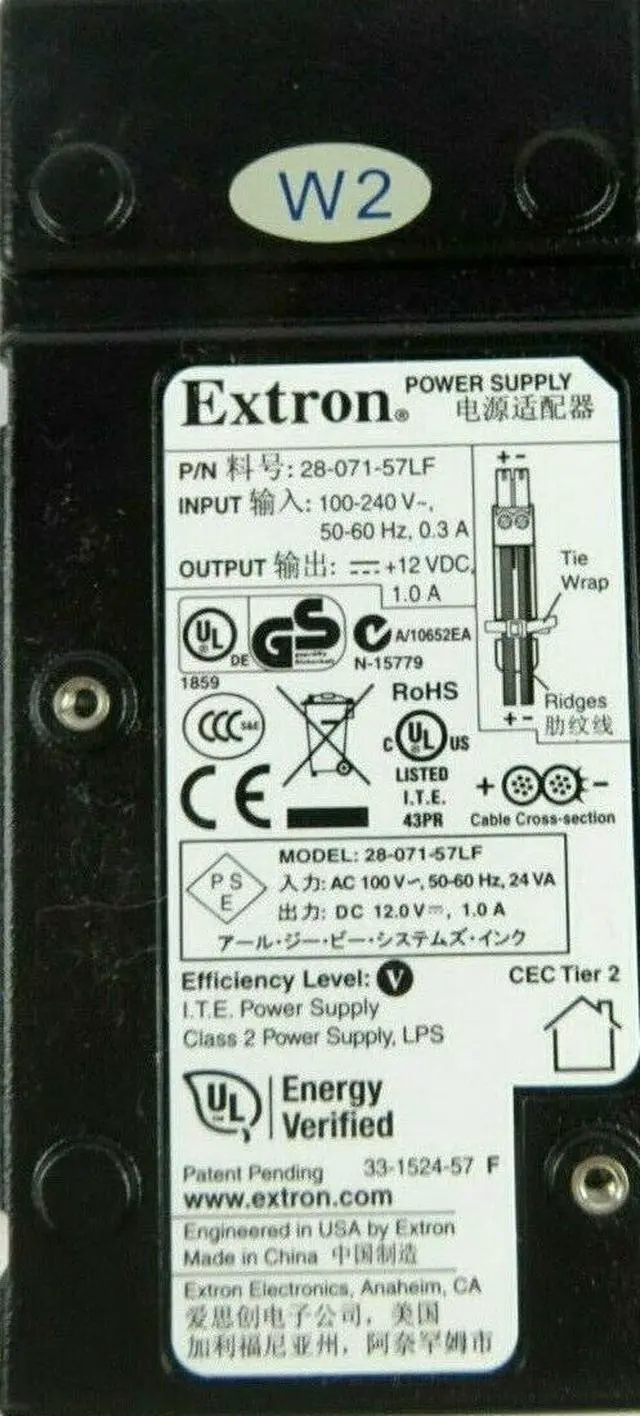 W2
Extron®
POWER SUPPLY
电源适配器
P/N 料号: 28-071-57LF
INPUT 输入: 100-240 V~,
50-60 Hz, 0.3 A
OUTPUT 输出: ⎓ +12 VDC,
1.0 A
+ -
Tie
Wrap
Ridges
肋纹线
+ -
UL
DE
1859
GS
A/10652EA
N-15779
CCC S&E
RoHS
C UL US
LISTED
I.T.E.
43PR
CE
+ -
Cable Cross-section
PS
E
MODEL: 28-071-57LF
入力: AC 100 V~, 50-60 Hz, 24 VA
出力: DC 12.0 V⎓, 1.0 A
アール・ジー・ビー・システムズ・インク
Efficiency Level: V
CEC Tier 2
I.T.E. Power Supply
Class 2 Power Supply, LPS
UL
Energy
Verified
Patent Pending 33-1524-57 F
www.extron.com
Engineered in USA by Extron
Made in China 中国制造
Extron Electronics, Anaheim, CA
爱思创电子公司，美国
加利福尼亚州，阿奈罕姆市